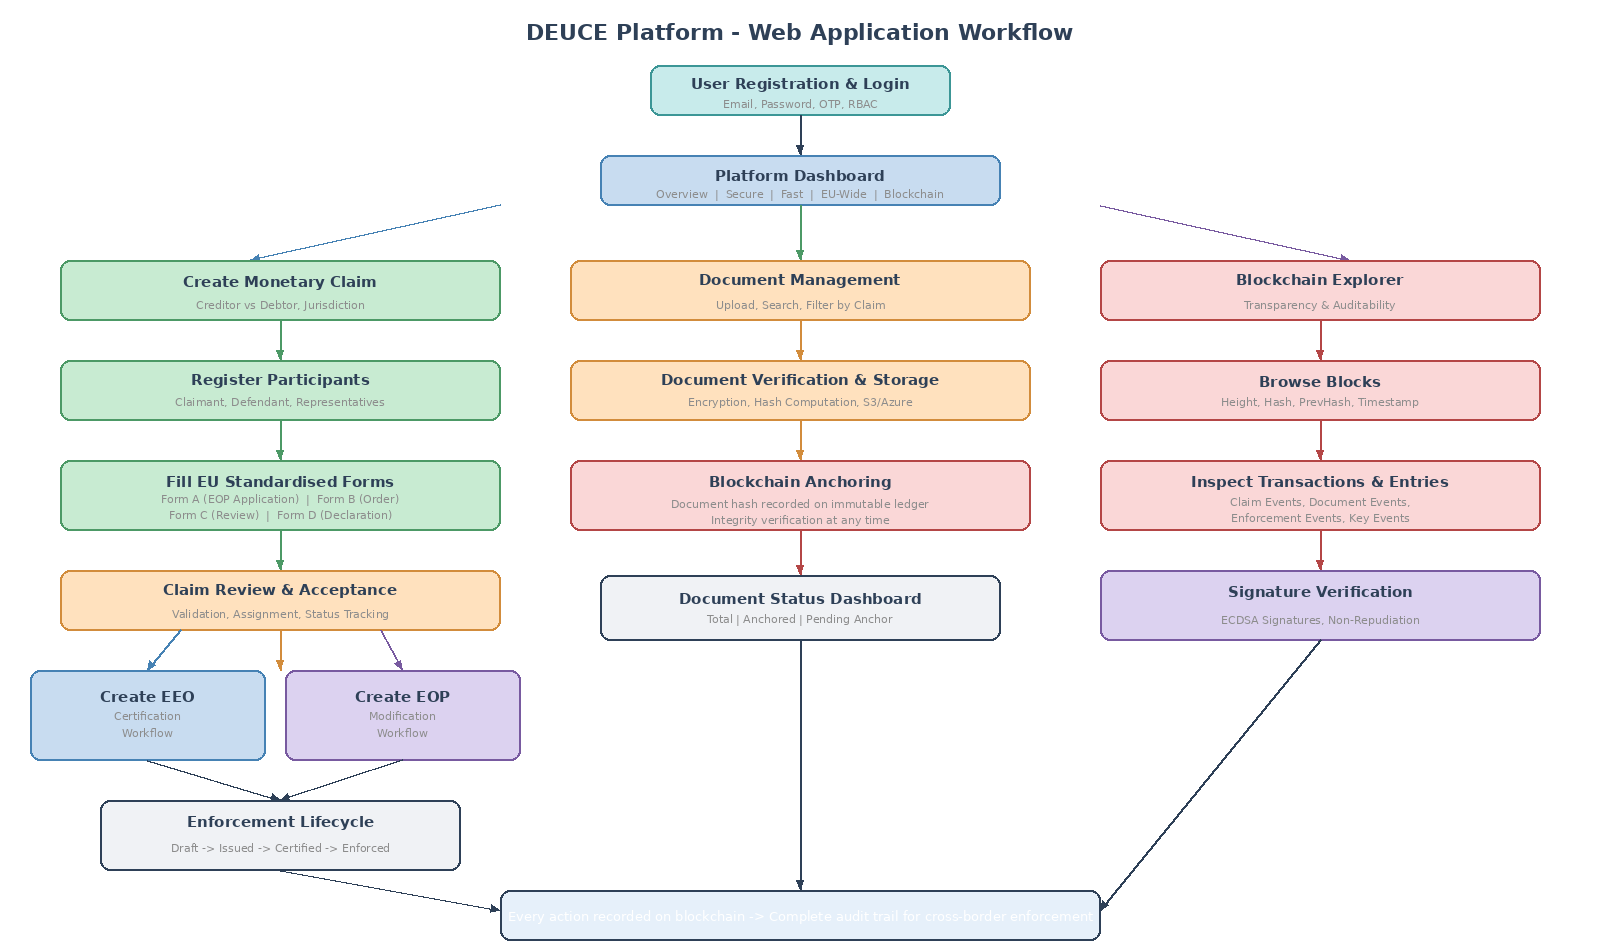 DEUCE Platform - Web Application Workflow
User Registration & Login
Email, Password, OTP, RBAC
Platform Dashboard
Overview | Secure | Fast | EU-Wide | Blockchain
Create Monetary Claim
Creditor vs Debtor, Jurisdiction
Register Participants
Claimant, Defendant, Representatives
Fill EU Standardised Forms
Form A (EOP Application) | Form B (Order)
Form C (Review) | Form D (Declaration)
Claim Review & Acceptance
Validation, Assignment, Status Tracking
Create EEO
Certification
Workflow
Create EOP
Modification
Workflow
Enforcement Lifecycle
Draft -> Issued -> Certified -> Enforced
Document Management
Upload, Search, Filter by Claim
Document Verification & Storage
Encryption, Hash Computation, S3/Azure
Blockchain Anchoring
Document hash recorded on immutable ledger
Integrity verification at any time
Document Status Dashboard
Total | Anchored | Pending Anchor
Blockchain Explorer
Transparency & Auditability
Browse Blocks
Height, Hash, PrevHash, Timestamp
Inspect Transactions & Entries
Claim Events, Document Events,
Enforcement Events, Key Events
Signature Verification
ECDSA Signatures, Non-Repudiation
Every action recorded on blockchain -> Complete audit trail for cross-border enforcement